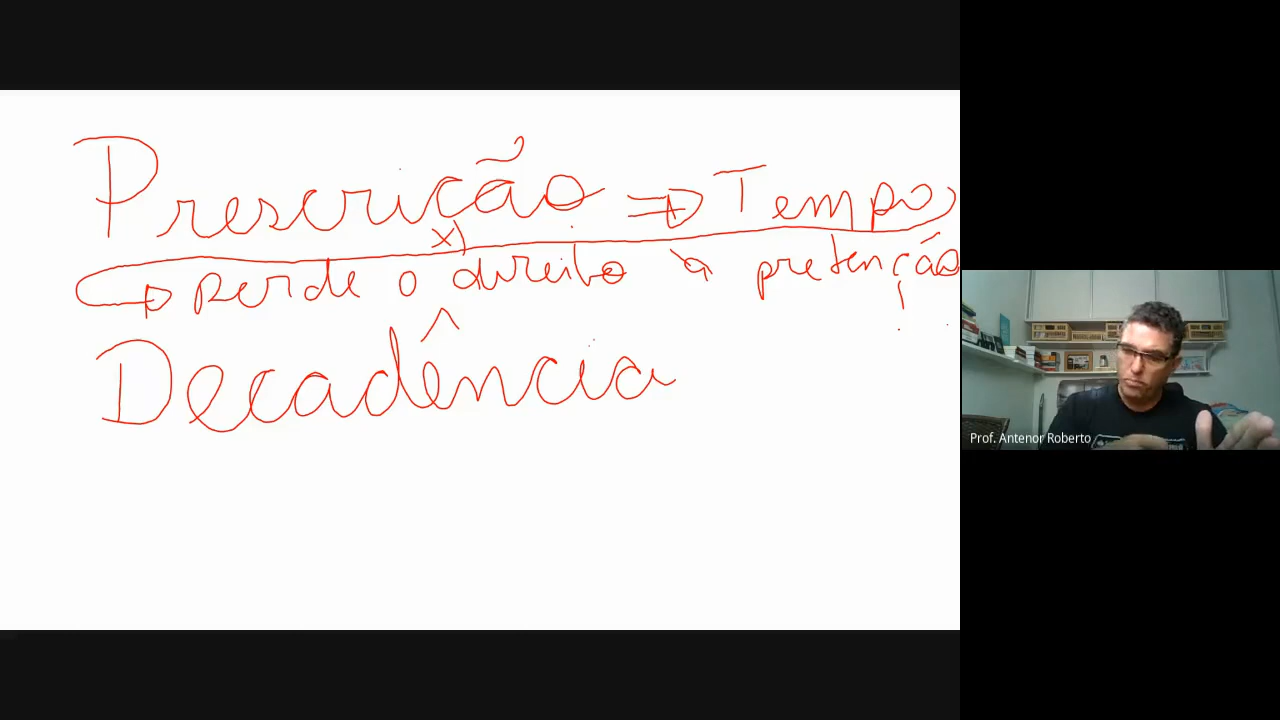 Prescrição => Tempo
x)
↳ perde o direito à pretenção
!
Decadência
Prof. Antenor Roberto